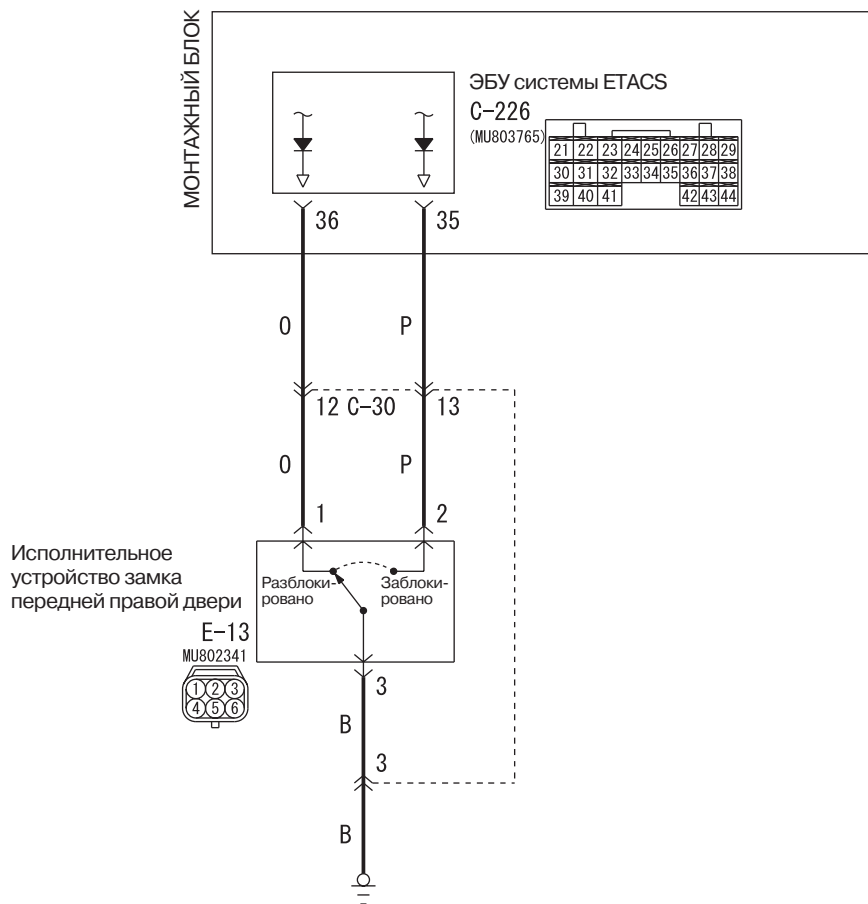 МОНТАЖНЫЙ БЛОК
ЭБУ системы ETACS
C-226
(MU803765)
21 22 23 24 25 26 27 28 29
30 31 32 33 34 35 36 37 38
39 40 41 42 43 44
36
35
O
P
12 C-30 13
O
P
1
2
Исполнительное
устройство замка
передней правой двери
Разблоки-
ровано
Заблоки-
ровано
E-13
MU802341
1 2 3
4 5 6
3
B
3
B